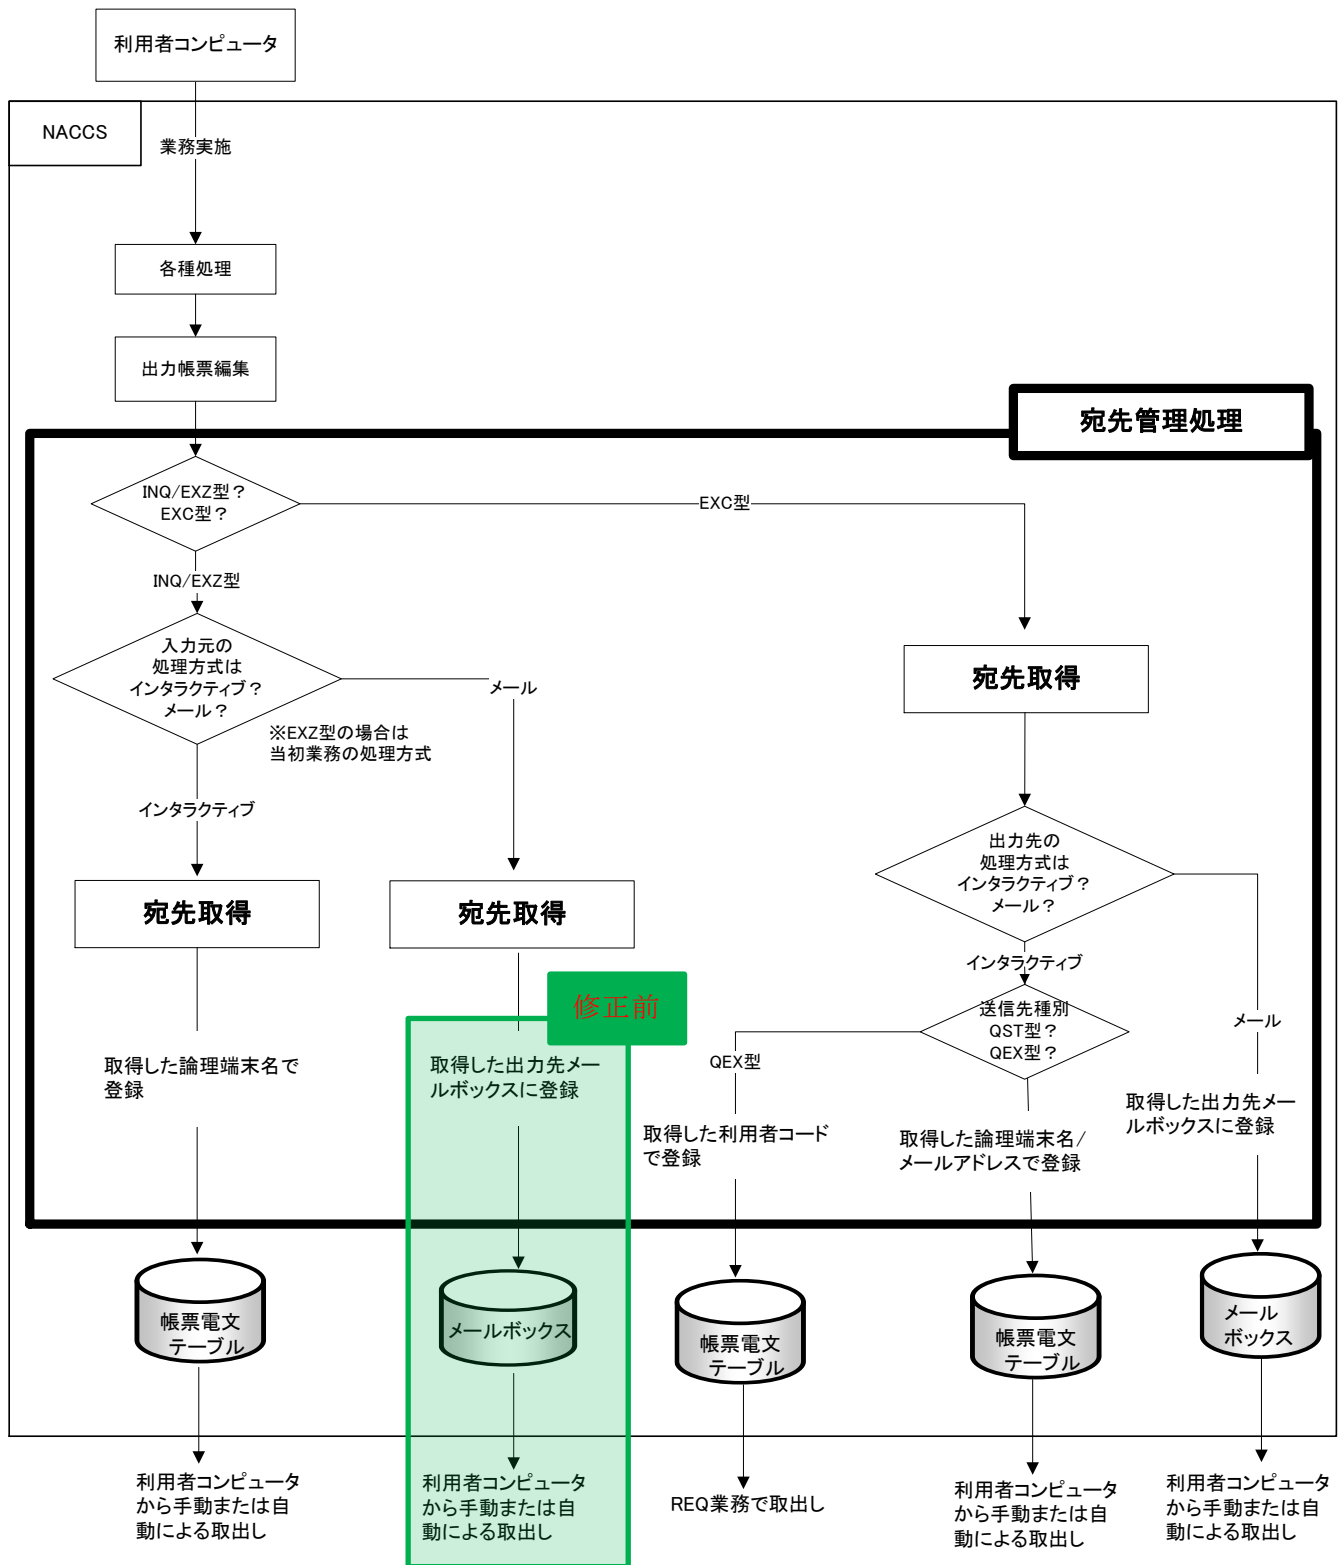 利用者コンピュータ
NACCS
業務実施
各種処理
出力帳票編集
宛先管理処理
INQ/EXZ型？
EXC型？
EXC型
INQ/EXZ型
入力元の
処理方式は
インタラクティブ？
メール？
メール
※EXZ型の場合は
当初業務の処理方式
インタラクティブ
宛先取得
宛先取得
宛先取得
出力先の
処理方式は
インタラクティブ？
メール？
インタラクティブ
メール
送信先種別
QST型？
QEX型？
QEX型
修正前
取得した論理端末名で
登録
取得した出力先メー
ルボックスに登録
取得した利用者コード
で登録
取得した論理端末名/
メールアドレスで登録
取得した出力先メー
ルボックスに登録
帳票電文
テーブル
メールボックス
帳票電文
テーブル
帳票電文
テーブル
メール
ボックス
利用者コンピュータ
から手動または自
動による取出し
利用者コンピュータ
から手動または自
動による取出し
REQ業務で取出し
利用者コンピュータ
から手動または自
動による取出し
利用者コンピュータ
から手動または自
動による取出し